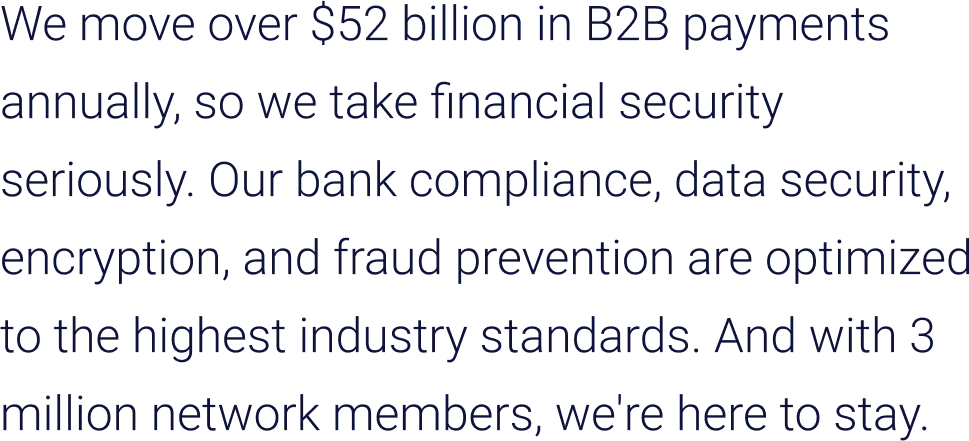 We move over $52 billion in B2B payments
annually, so we take financial security
seriously. Our bank compliance, data security,
encryption, and fraud prevention are optimized
to the highest industry standards. And with 3
million network members, we're here to stay.